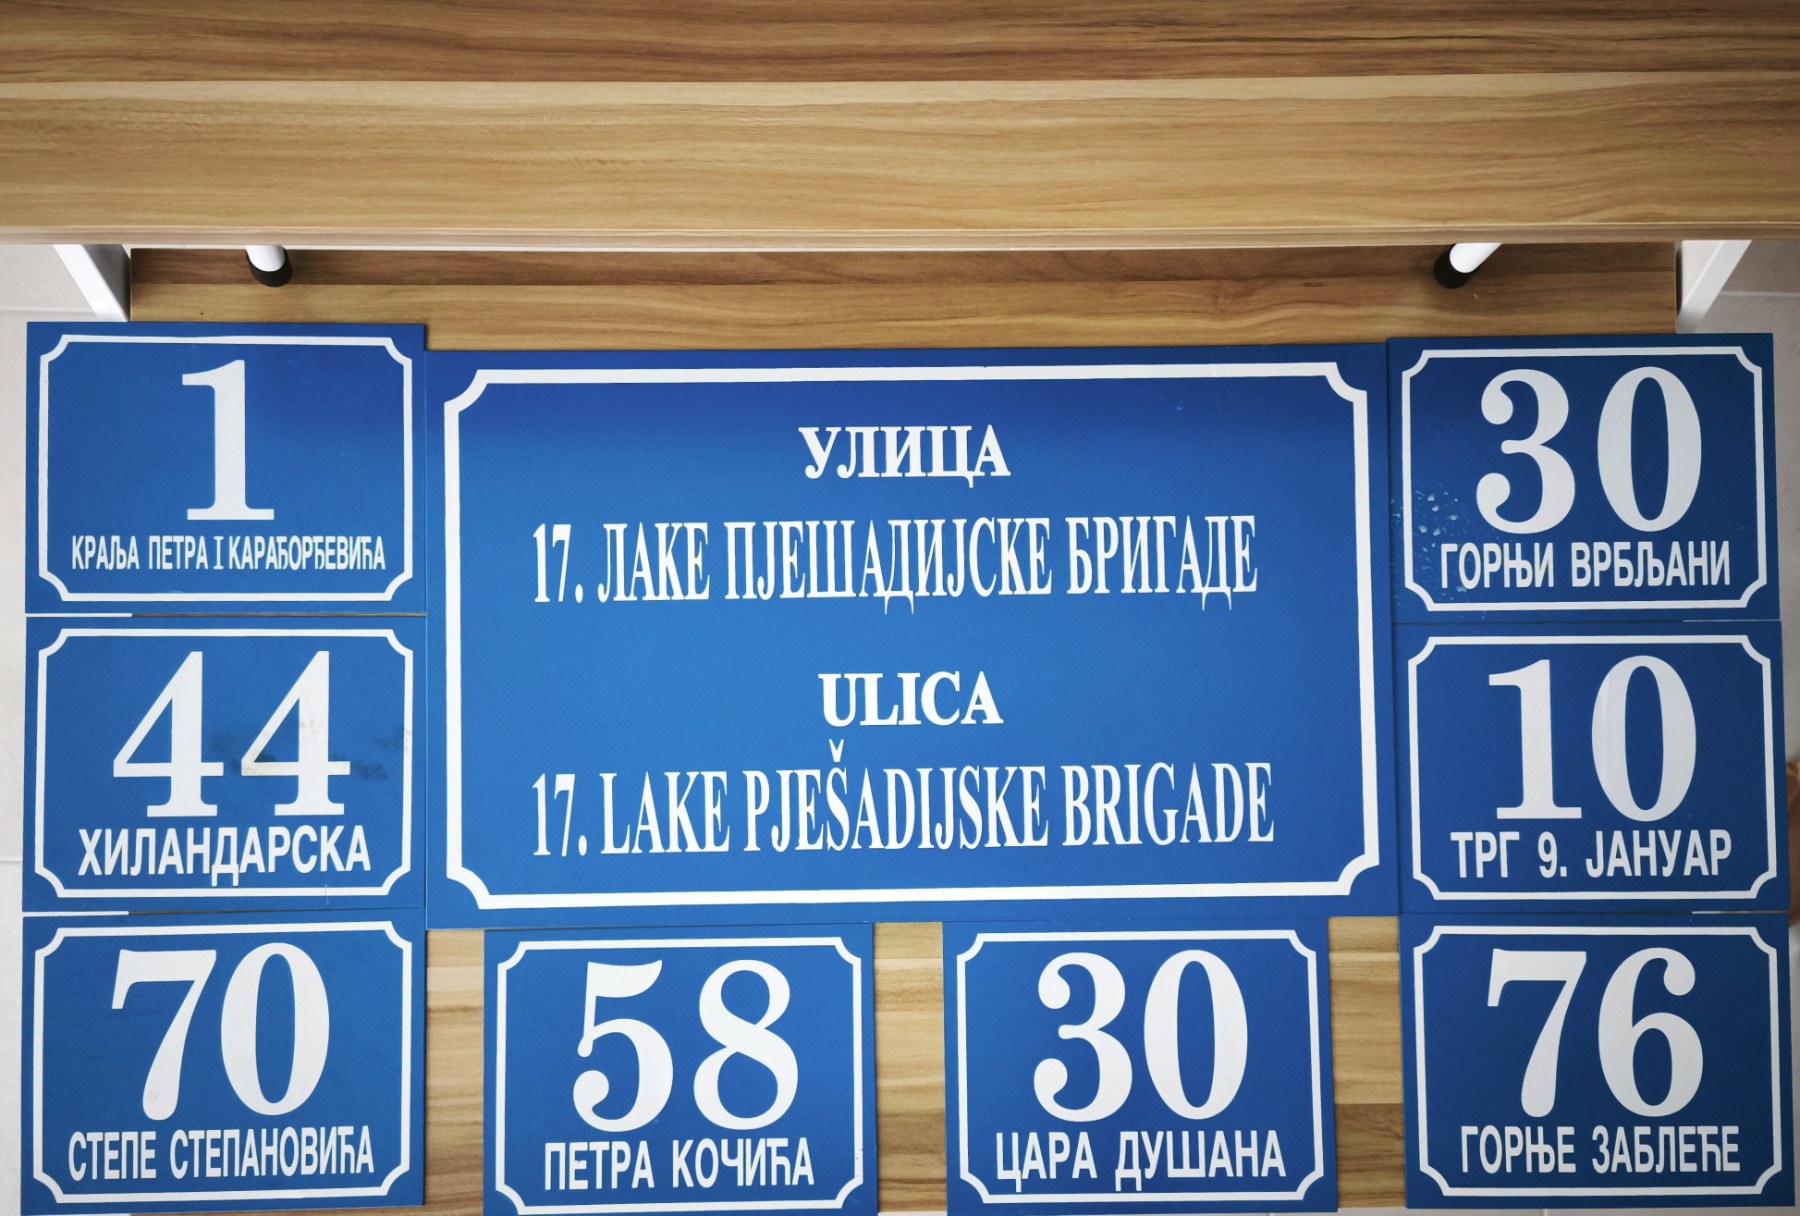 1
КРАЉА ПЕТРА I КАРАЂОРЂЕВИЋА
44
ХИЛАНДАРСКА
70
СТЕПЕ СТЕПАНОВИЋА
УЛИЦА
17. ЛАКЕ ПЈЕШАДИЈСКЕ БРИГАДЕ
ULICA
17. LAKE PJEŠADIJSKE BRIGADE
58
ПЕТРА КОЧИЋА
30
ЦАРА ДУШАНА
30
ГОРЊИ ВРБЉАНИ
10
ТРГ 9. ЈАНУАР
76
ГОРЊЕ ЗАБЛЕЋЕ